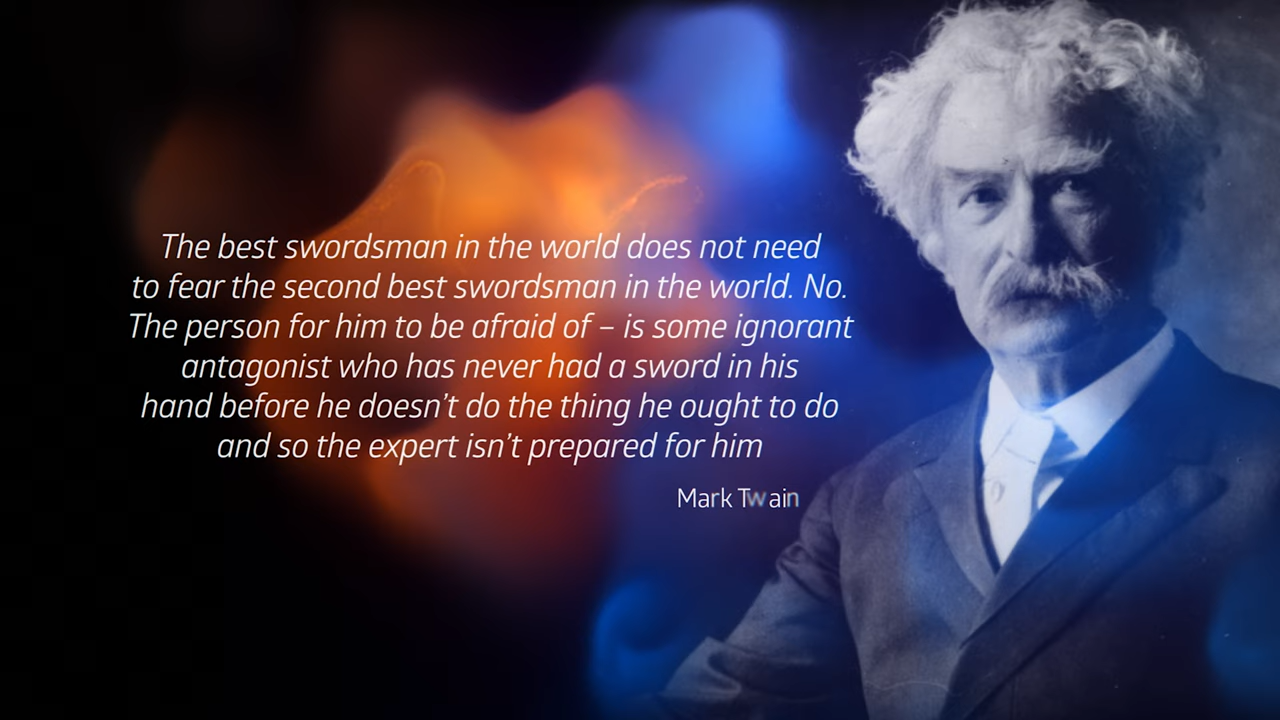 The best swordsman in the world does not need
to fear the second best swordsman in the world. No.
The person for him to be afraid of – is some ignorant
antagonist who has never had a sword in his
hand before he doesn't do the thing he ought to do
and so the expert isn't prepared for him
Mark Twain